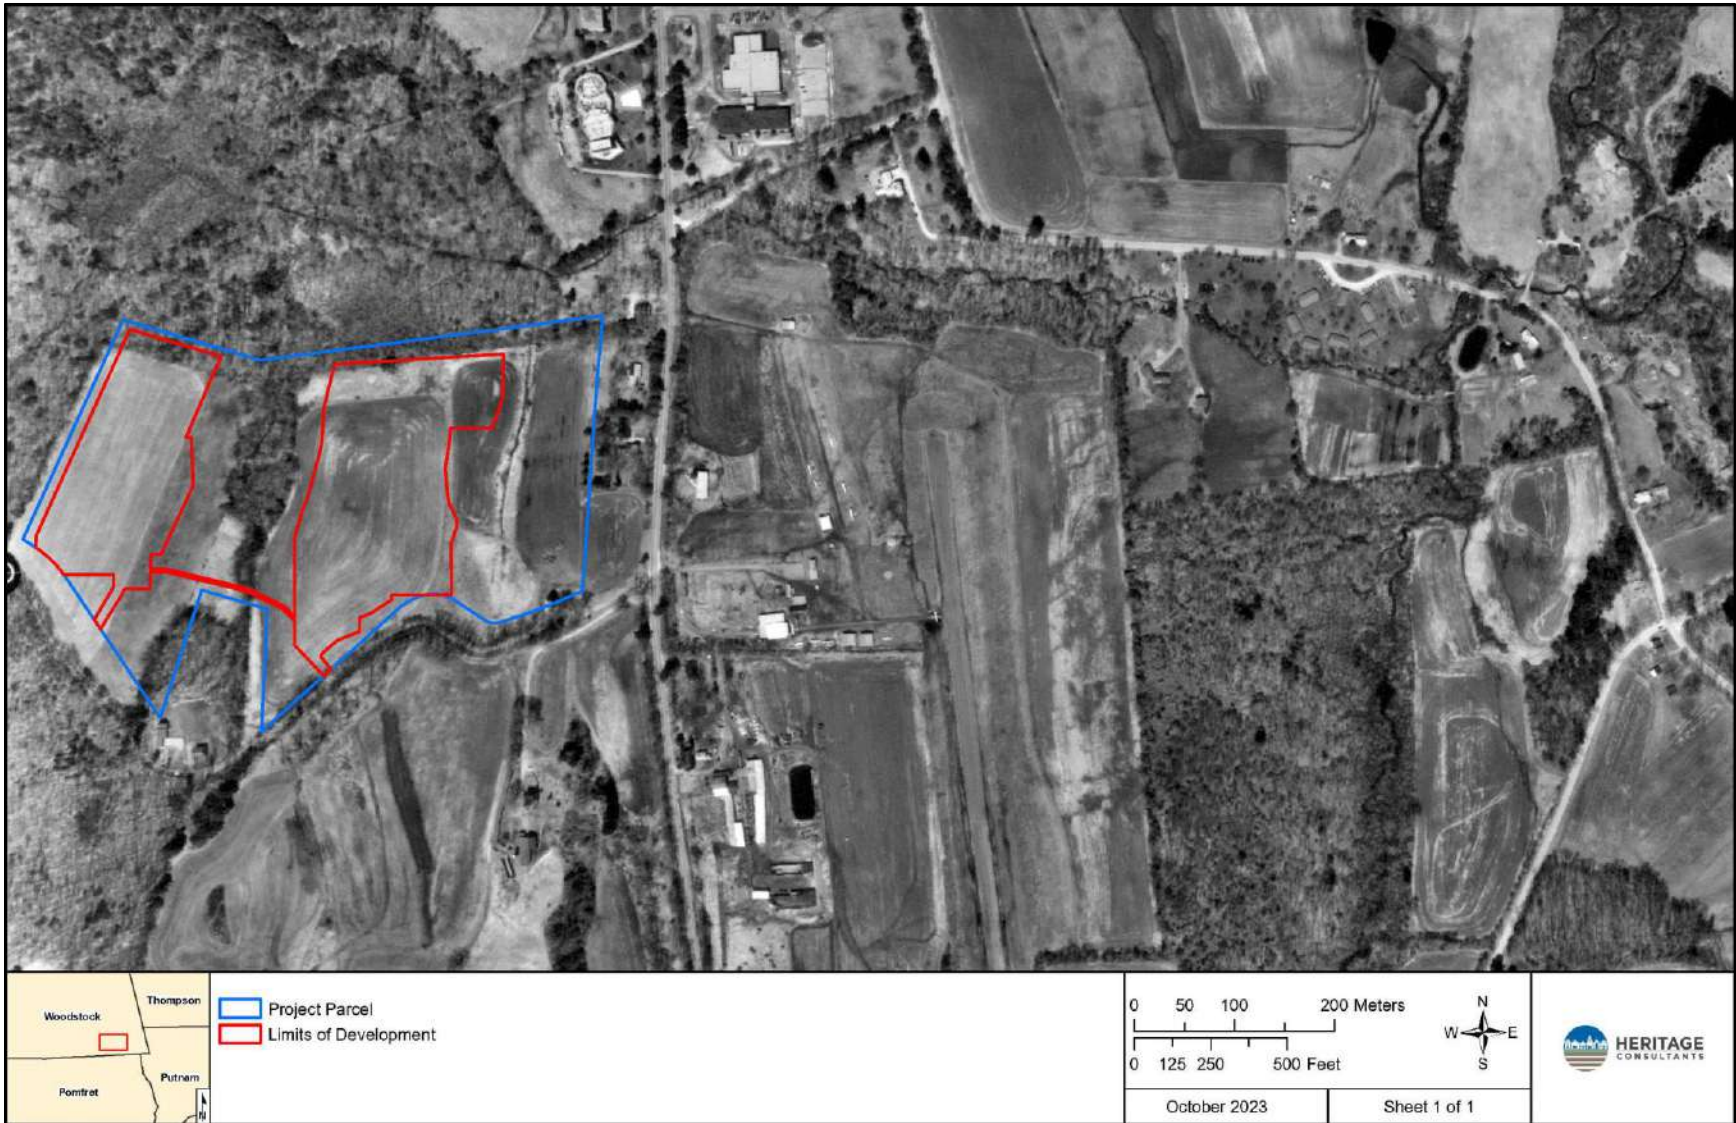 Woodstock
Thompson
Pomfret
Putnam
N
Project Parcel
Limits of Development
0 50 100 200 Meters
0 125 250 500 Feet
N
W E
S
October 2023
Sheet 1 of 1
HERITAGE
CONSULTANTS